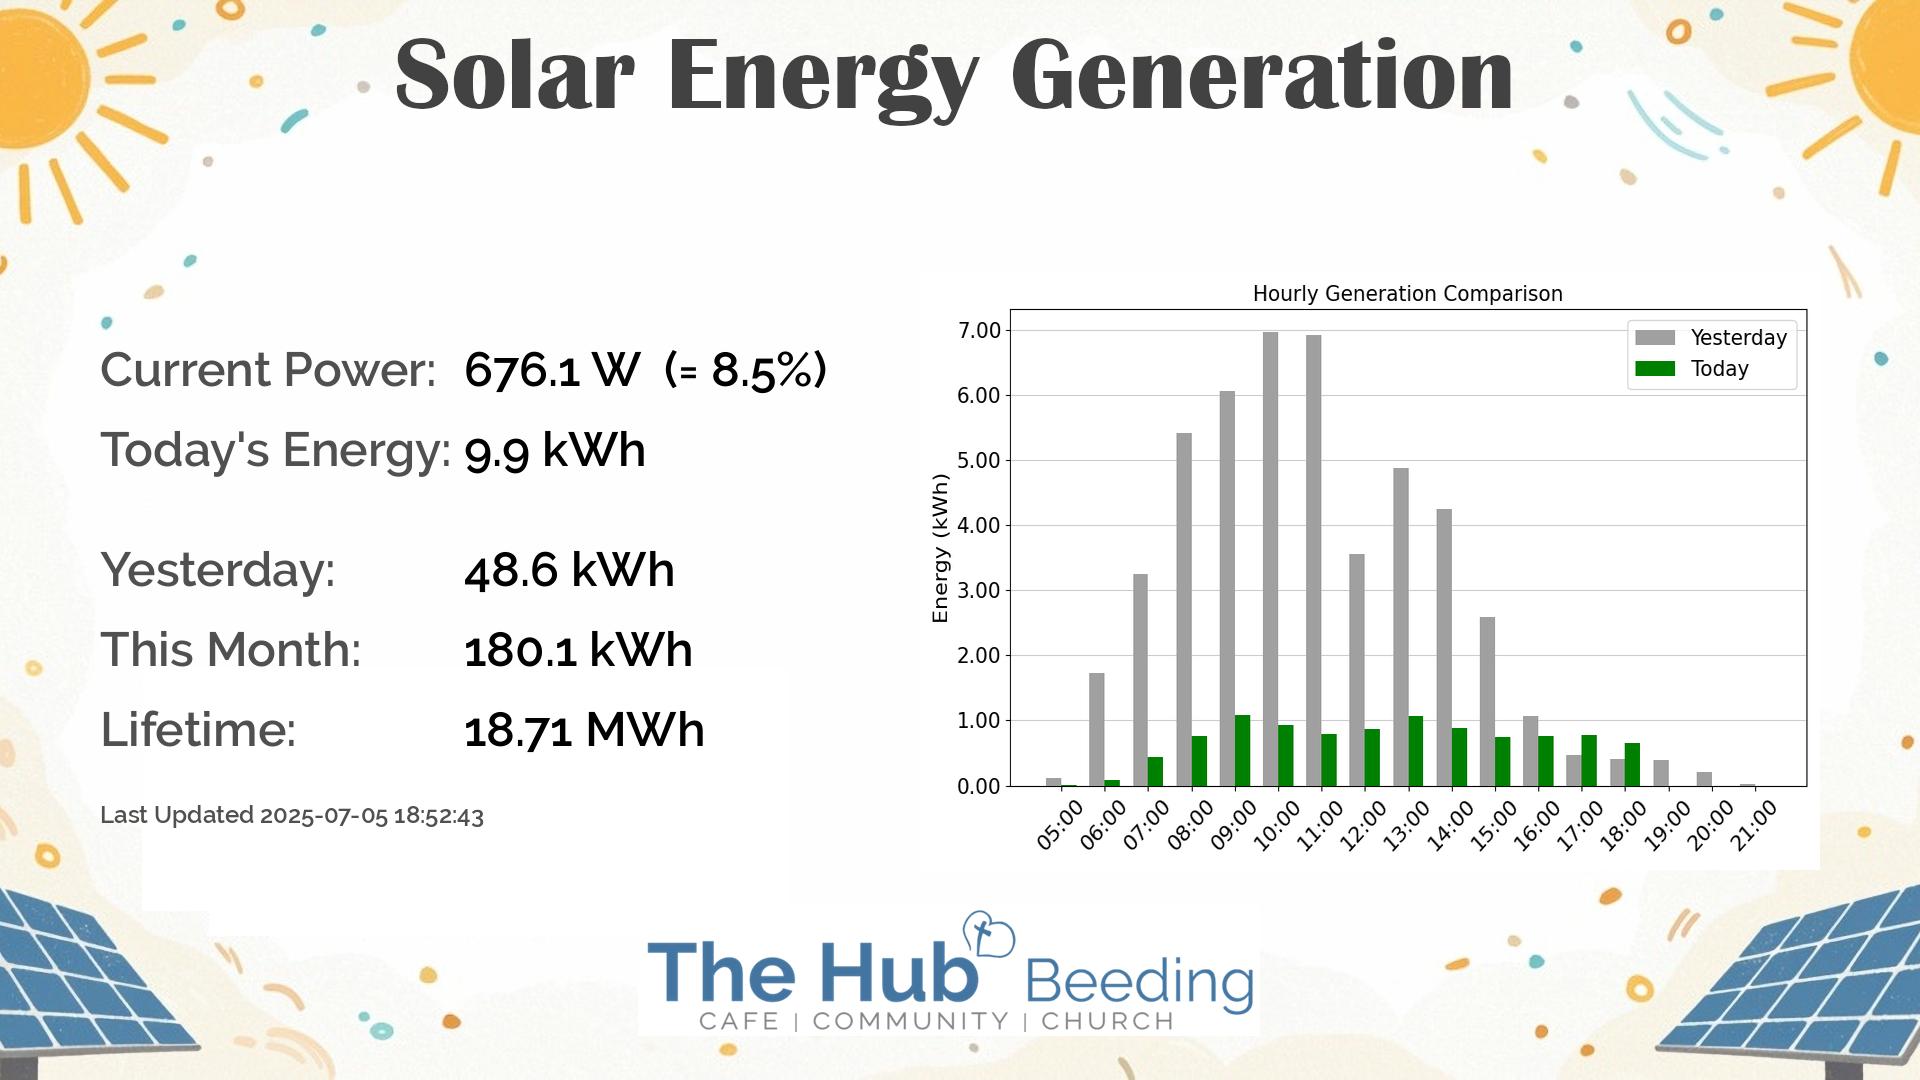 Solar Energy Generation
Current Power: 676.1 W (= 8.5%)
Today's Energy: 9.9 kWh
Yesterday: 48.6 kWh
This Month: 180.1 kWh
Lifetime: 18.71 MWh
Last Updated 2025-07-05 18:52:43
Hourly Generation Comparison
Yesterday
Today
Energy (kWh)
7.00
6.00
5.00
4.00
3.00
2.00
1.00
0.00
05:00 06:00 07:00 08:00 09:00 10:00 11:00 12:00 13:00 14:00 15:00 16:00 17:00 18:00 19:00 20:00 21:00
The Hub Beeding
CAFE | COMMUNITY | CHURCH